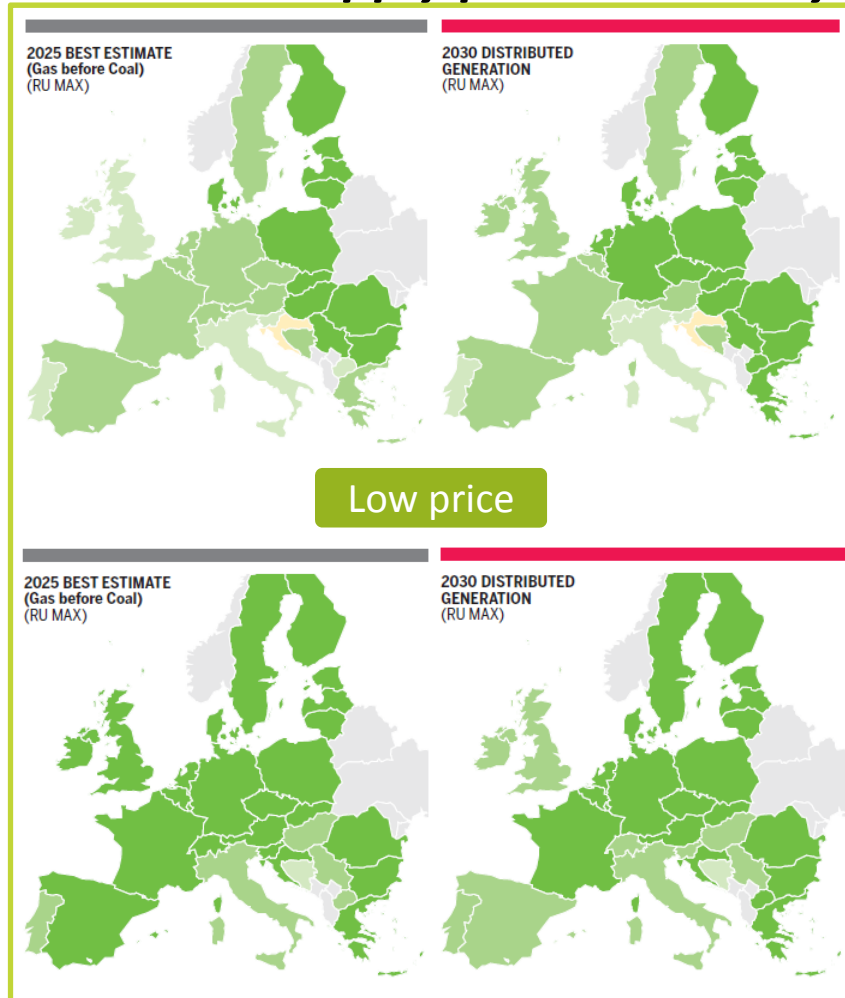 2025 BEST ESTIMATE
(Gas before Coal)
(RU MAX)
2030 DISTRIBUTED
GENERATION
(RU MAX)
Low price
2025 BEST ESTIMATE
(Gas before Coal)
(RU MAX)
2030 DISTRIBUTED
GENERATION
(RU MAX)